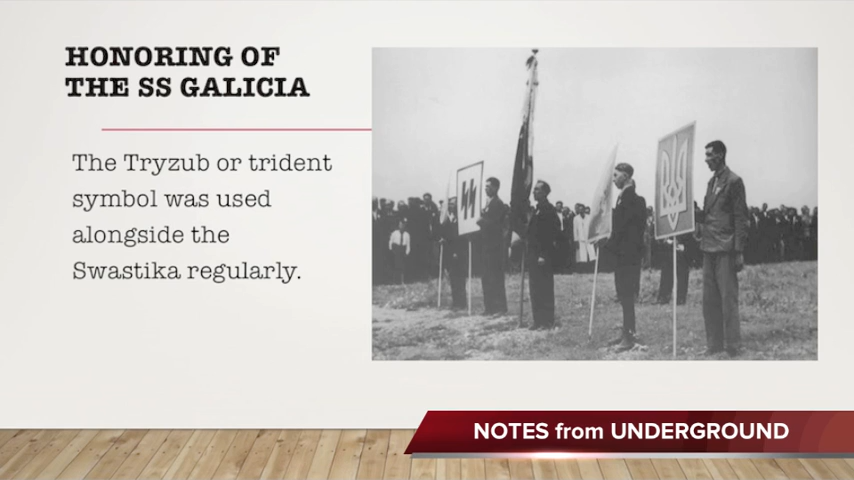 HONORING OF
THE SS GALICIA
The Tryzub or trident
symbol was used
alongside the
Swastika regularly.
NOTES from UNDERGROUND